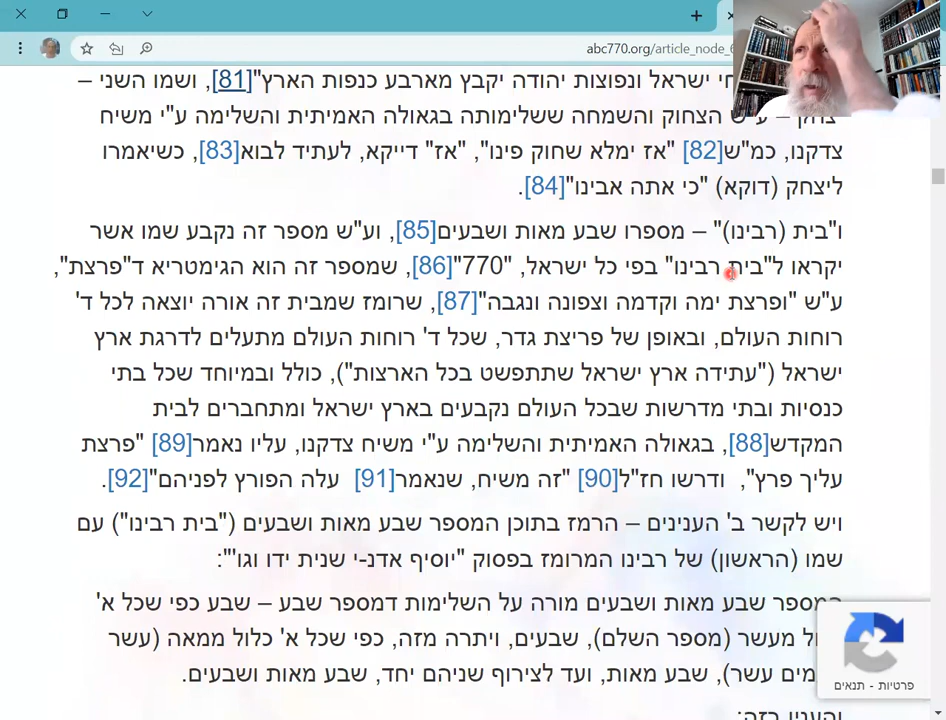 abc770.org/article_node_6
חי ישראל ונפוצות יהודה יקבץ מארבע כנפות הארץ"[81], ושמו השני –
ע"ש הצחוק והשמחה ששלימותה בגאולה האמיתית והשלימה ע"י משיח
צדקנו, כמ"ש[82] "אז ימלא שחוק פינו", "אז" דייקא, לעתיד לבוא[83], כשיאמרו
ליצחק (דוקא) "כי אתה אבינו"[84].
ו"בית (רבינו)" – מספרו שבע מאות ושבעים[85], וע"ש מספר זה נקבע שמו אשר
יקראו ל"בית רבינו" בפי כל ישראל, "770"[86], שמספר זה הוא הגימטריא ד"פרצת",
ע"ש "ופרצת ימה וקדמה וצפונה ונגבה"[87], שרומז שמבית זה אורה יוצאה לכל ד'
רוחות העולם, ובאופן של פריצת גדר, שכל ד' רוחות העולם מתעלים לדרגת ארץ
ישראל ("עתידה ארץ ישראל שתתפשט בכל הארצות"), כולל ובמיוחד שכל בתי
כנסיות ובתי מדרשות שבכל העולם נקבעים בארץ ישראל ומתחברים לבית
המקדש[88], בגאולה האמיתית והשלימה ע"י משיח צדקנו, עליו נאמר[89] "פרצת
עליך פרץ", ודרשו חז"ל[90] "זה משיח, שנאמר[91] עלה הפורץ לפניהם"[92].
ויש לקשר ב' הענינים – הרמז בתוכן המספר שבע מאות ושבעים ("בית רבינו") עם
שמו (הראשון) של רבינו המרומז בפסוק "יוסיף אדנ-י שנית ידו וגו'":
המספר שבע מאות ושבעים מורה על השלימות דמספר שבע – שבע כפי שכל א'
מעשר (מספר השלם), שבעים, ויתרה מזה, כפי שכל א' כלול ממאה (עשר
עשר), שבע מאות, ועד לצירוף שניהם יחד, שבע מאות ושבעים.
והענין בזה:
פרטיות - תנאים